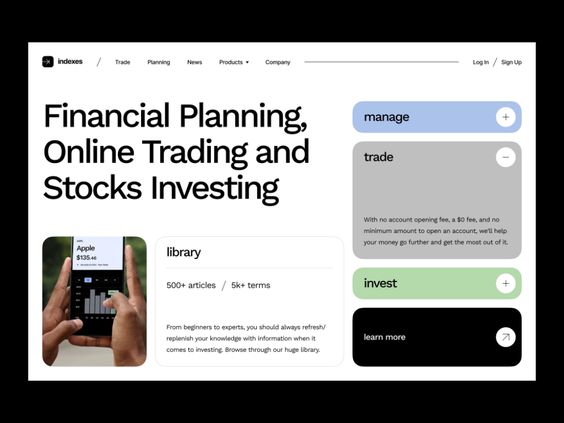 indexes
Trade
Planning
News
Products
Company
Log In / Sign Up
Financial Planning,
Online Trading and
Stocks Investing
Apple
$135.46
library
500+ articles / 5k+ terms
From beginners to experts, you should always refresh/
replenish your knowledge with information when it
comes to investing. Browse through our huge library.
manage
trade
With no account opening fee, a $0 fee, and no
minimum amount to open an account, we'll help
your money go further and get the most out of it.
invest
learn more